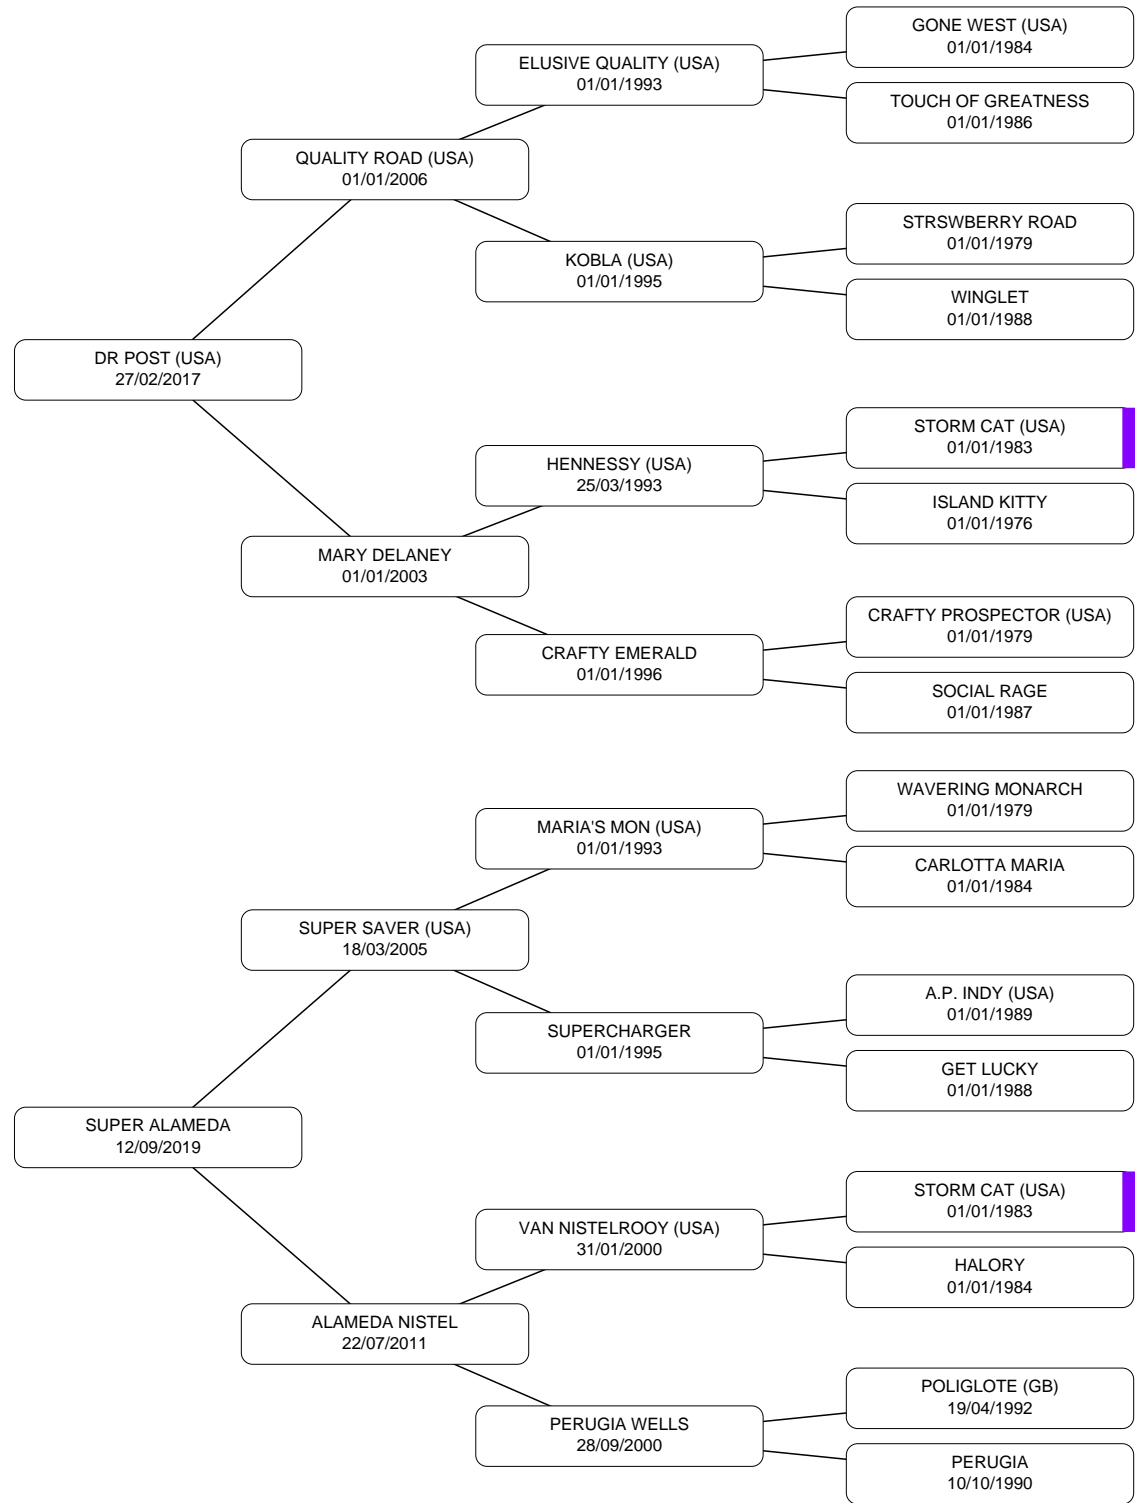 GONE WEST (USA)
01/01/1984
ELUSIVE QUALITY (USA)
01/01/1993
TOUCH OF GREATNESS
01/01/1986
QUALITY ROAD (USA)
01/01/2006
STRSWBERRY ROAD
01/01/1979
KOBLA (USA)
01/01/1995
WINGLET
01/01/1988
DR POST (USA)
27/02/2017
STORM CAT (USA)
01/01/1983
HENNESSY (USA)
25/03/1993
ISLAND KITTY
01/01/1976
MARY DELANEY
01/01/2003
CRAFTY PROSPECTOR (USA)
01/01/1979
CRAFTY EMERALD
01/01/1996
SOCIAL RAGE
01/01/1987
WAVERING MONARCH
01/01/1979
MARIA'S MON (USA)
01/01/1993
CARLOTTA MARIA
01/01/1984
SUPER SAVER (USA)
18/03/2005
A.P. INDY (USA)
01/01/1989
SUPERCHARGER
01/01/1995
GET LUCKY
01/01/1988
SUPER ALAMEDA
12/09/2019
STORM CAT (USA)
01/01/1983
VAN NISTELROOY (USA)
31/01/2000
HALORY
01/01/1984
ALAMEDA NISTEL
22/07/2011
POLIGLOTE (GB)
19/04/1992
PERUGIA WELLS
28/09/2000
PERUGIA
10/10/1990